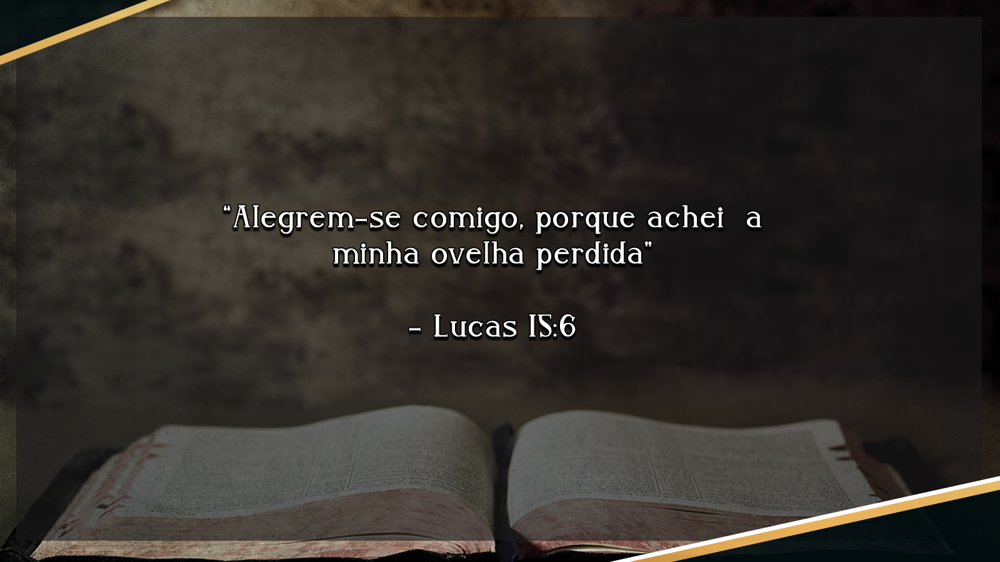 “Alegrem-se comigo, porque achei  a
minha ovelha perdida”
- Lucas 15:6